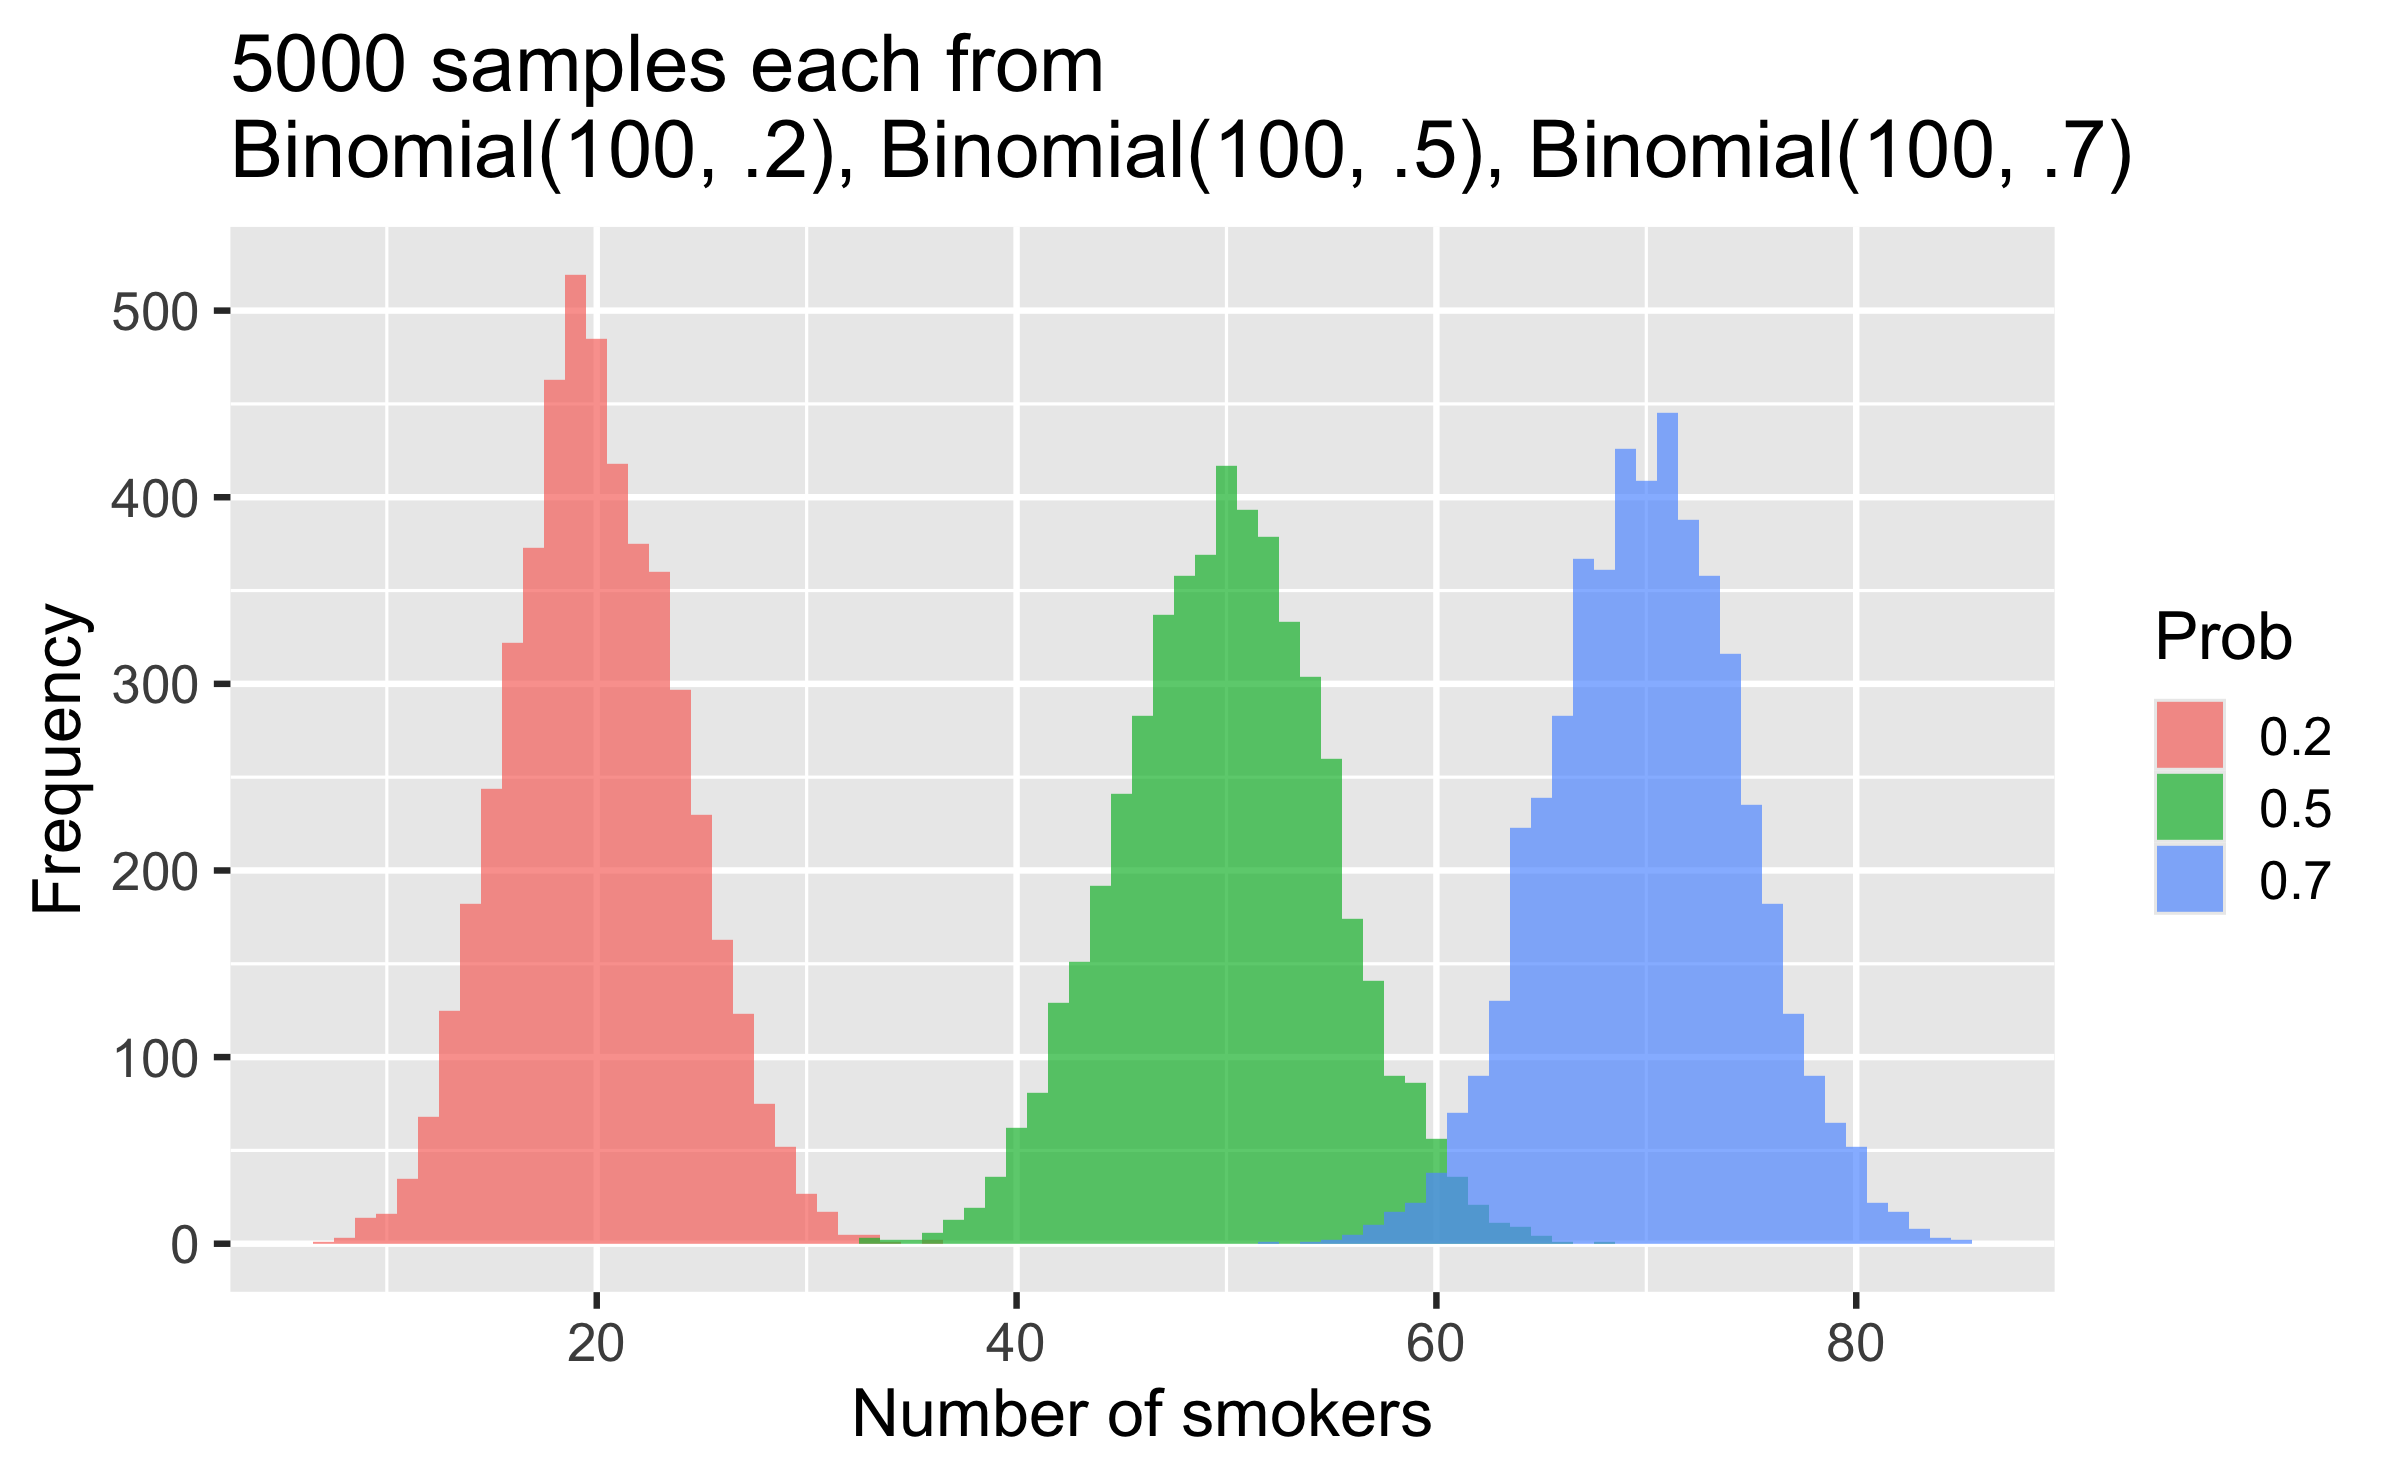 5000 samples each from
Binomial(100, .2), Binomial(100, .5), Binomial(100, .7)
Frequency
500
400
300
200
100
0
20
40
60
80
Number of smokers
Prob
0.2
0.5
0.7